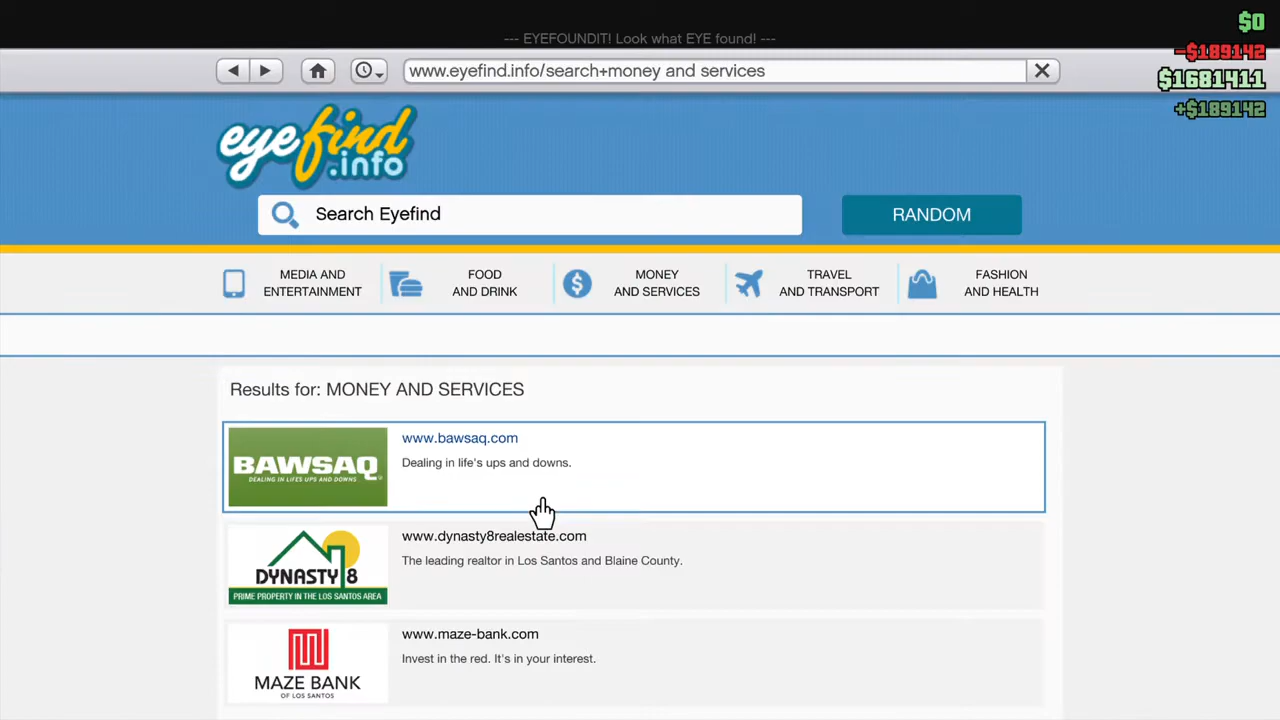 --- EYEFOUNDIT! Look what EYE found! ---
$0
-$189142
$1681411
+$189142
www.eyefind.info/search+money and services
eyefind
.info
Search Eyefind
RANDOM
MEDIA AND
ENTERTAINMENT
FOOD
AND DRINK
$
MONEY
AND SERVICES
TRAVEL
AND TRANSPORT
FASHION
AND HEALTH
Results for: MONEY AND SERVICES
BAWSAQ
DEALING IN LIFE'S UPS AND DOWNS
www.bawsaq.com
Dealing in life's ups and downs.
DYNASTY 8
PRIME PROPERTY IN THE LOS SANTOS AREA
www.dynasty8realestate.com
The leading realtor in Los Santos and Blaine County.
MAZE BANK
OF LOS SANTOS
www.maze-bank.com
Invest in the red. It's in your interest.